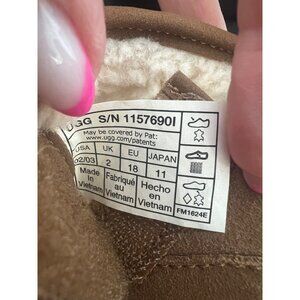 UGG S/N 1157690I
May be covered by Pat:
www.ugg.com/patents
USA UK EU JAPAN
02/03 2 18 11
Made in Vietnam
Fabriqué au Vietnam
Hecho en Vietnam
FM1624E